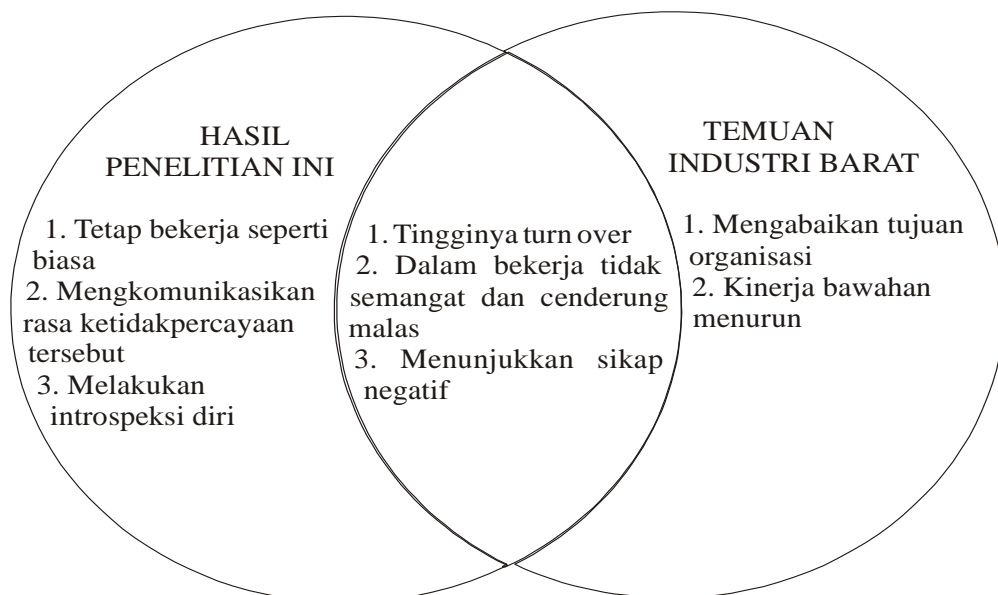 HASIL
PENELITIAN INI
1. Tetap bekerja seperti
biasa
2. Mengkomunikasikan
rasa ketidakpercayaan
tersebut
3. Melakukan
introspeksi diri
1. Tingginya turn over
2. Dalam bekerja tidak
semangat dan cenderung
malas
3. Menunjukkan sikap
negatif
TEMUAN
INDUSTRI BARAT
1. Mengabaikan tujuan
organisasi
2. Kinerja bawahan
menurun